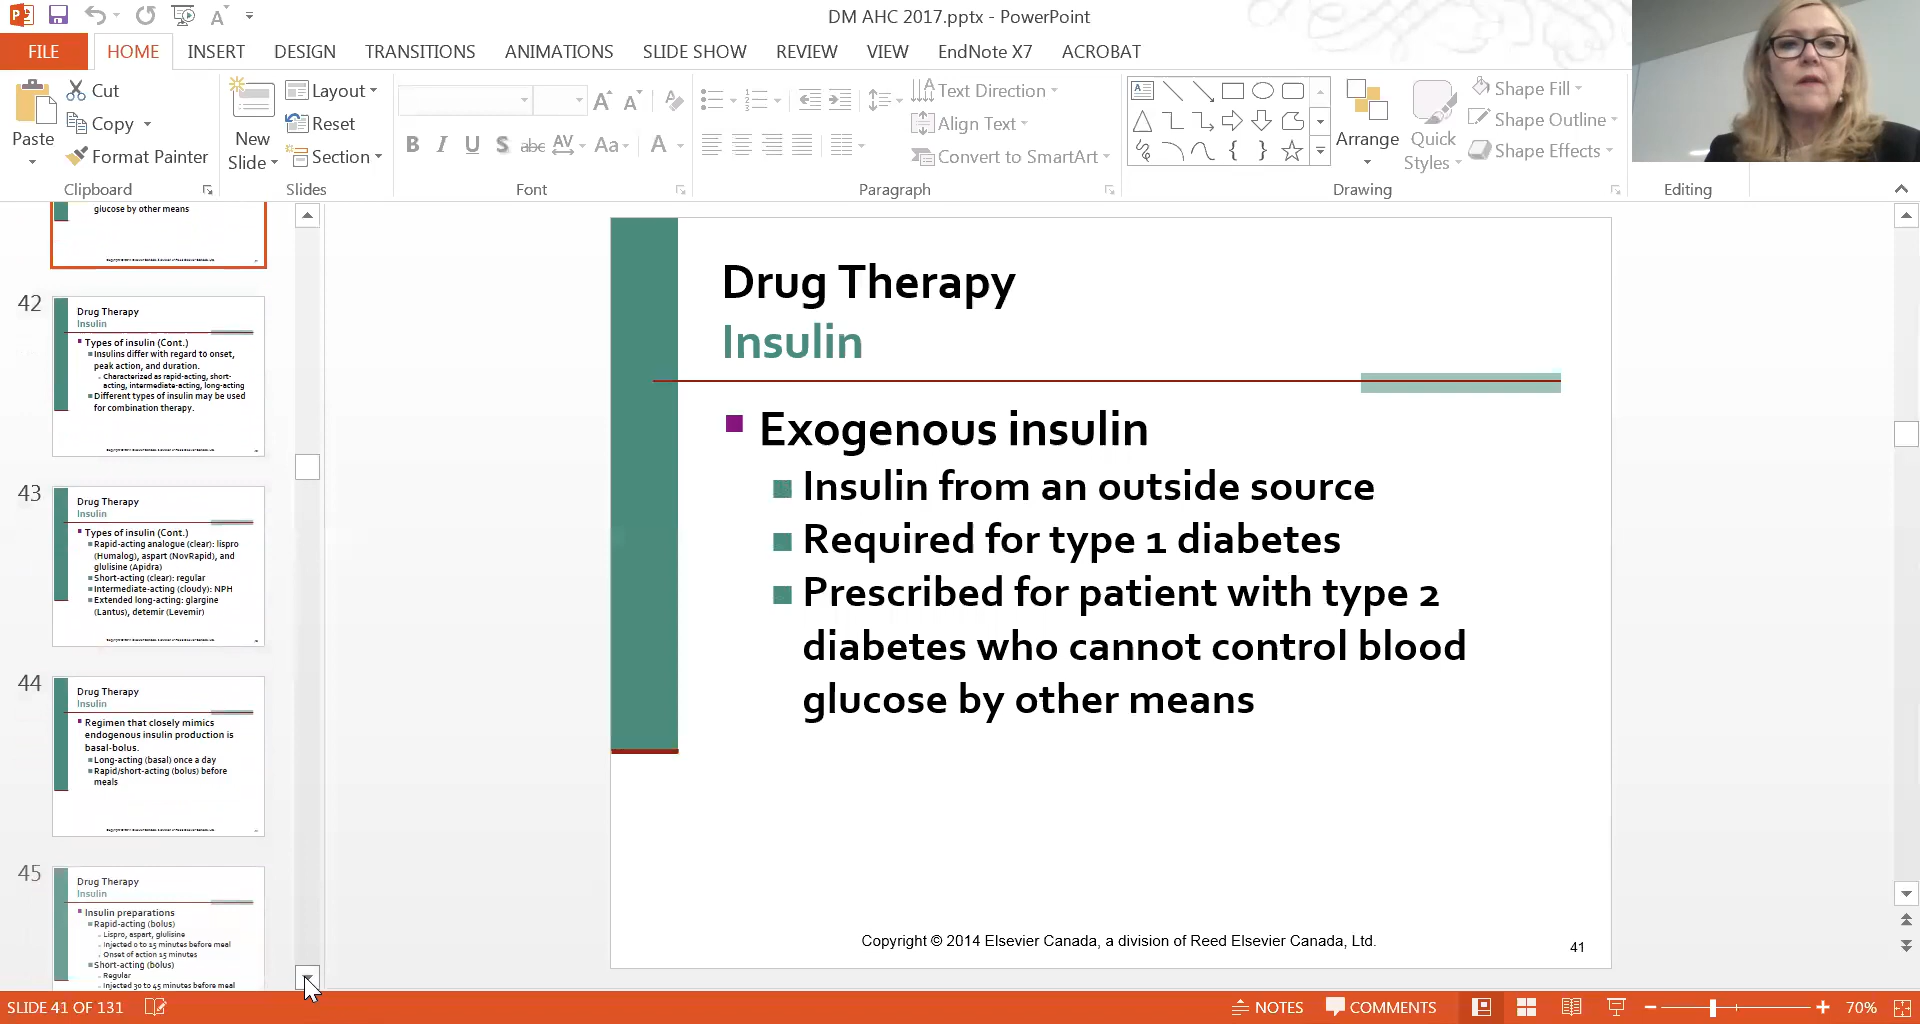 DM AHC 2017.pptx - PowerPoint
FILE
HOME
INSERT
DESIGN
TRANSITIONS
ANIMATIONS
SLIDE SHOW
REVIEW
VIEW
EndNote X7
ACROBAT
Paste
Cut
Copy
Format Painter
Clipboard
New
Slide
Layout
Reset
Section
Slides
B I U S abc AV Aa A
Font
Text Direction
Align Text
Convert to SmartArt
Paragraph
Arrange
Quick
Styles
Shape Fill
Shape Outline
Shape Effects
Drawing
Editing
glucose by other means
42
Drug Therapy
Insulin
Types of insulin (Cont.)
Insulins differ with regard to onset,
peak action, and duration.
Characterized as rapid-acting, short-
acting, intermediate-acting, long-acting
Different types of insulin may be used
for combination therapy.
43
Drug Therapy
Insulin
Types of insulin (Cont.)
Rapid-acting analogue (clear): lispro
(Humalog), aspart (NovRapid), and
glulisine (Apidra)
Short-acting (clear): regular
Intermediate-acting (cloudy): NPH
Extended long-acting: glargine
(Lantus), detemir (Levemir)
44
Drug Therapy
Insulin
Regimen that closely mimics
endogenous insulin production is
basal-bolus.
Long-acting (basal) once a day
Rapid/short-acting (bolus) before
meals
45
Drug Therapy
Insulin
Insulin preparations
Rapid-acting (bolus)
Lispro, aspart, glulisine
Injected 0 to 15 minutes before meal
Onset of action 15 minutes
Short-acting (bolus)
Regular
Injected 30 to 45 minutes before meal
Drug Therapy
Insulin
Exogenous insulin
Insulin from an outside source
Required for type 1 diabetes
Prescribed for patient with type 2
diabetes who cannot control blood
glucose by other means
Copyright © 2014 Elsevier Canada, a division of Reed Elsevier Canada, Ltd.
41
SLIDE 41 OF 131
NOTES
COMMENTS
70%